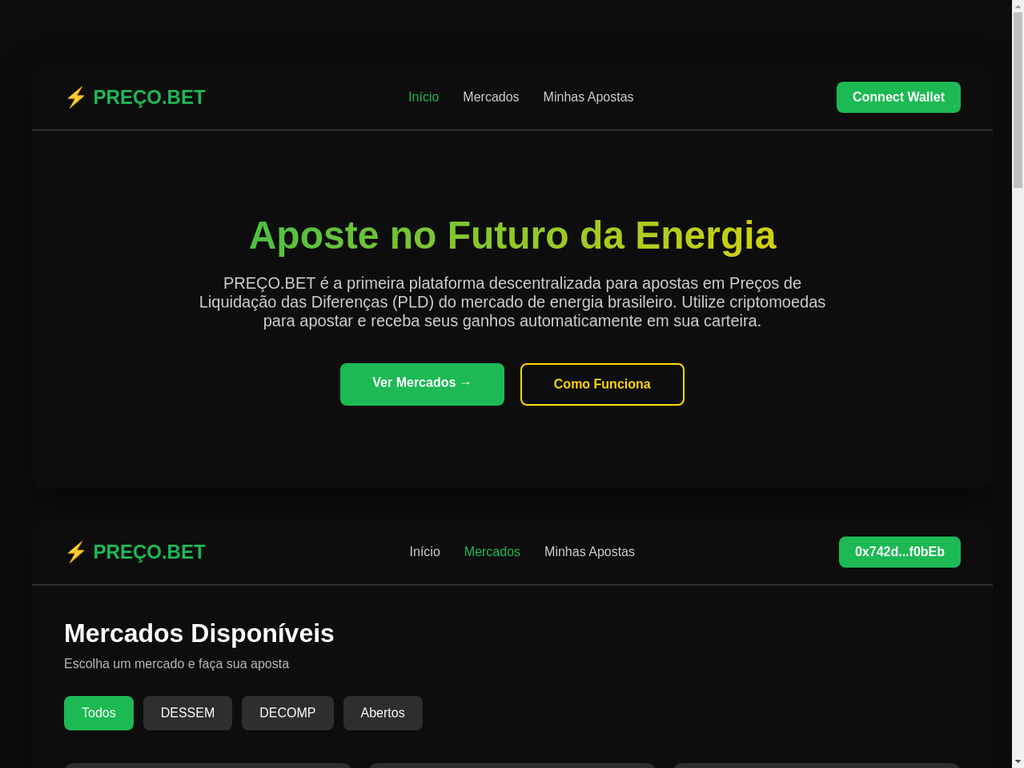 ⚡ PREÇO.BET
Início Mercados Minhas Apostas
Connect Wallet
Aposte no Futuro da Energia
PREÇO.BET é a primeira plataforma descentralizada para apostas em Preços de
Liquidação das Diferenças (PLD) do mercado de energia brasileiro. Utilize criptomoedas
para apostar e receba seus ganhos automaticamente em sua carteira.
Ver Mercados →
Como Funciona
⚡ PREÇO.BET
Início Mercados Minhas Apostas
0x742d...f0bEb
Mercados Disponíveis
Escolha um mercado e faça sua aposta
Todos DESSEM DECOMP Abertos